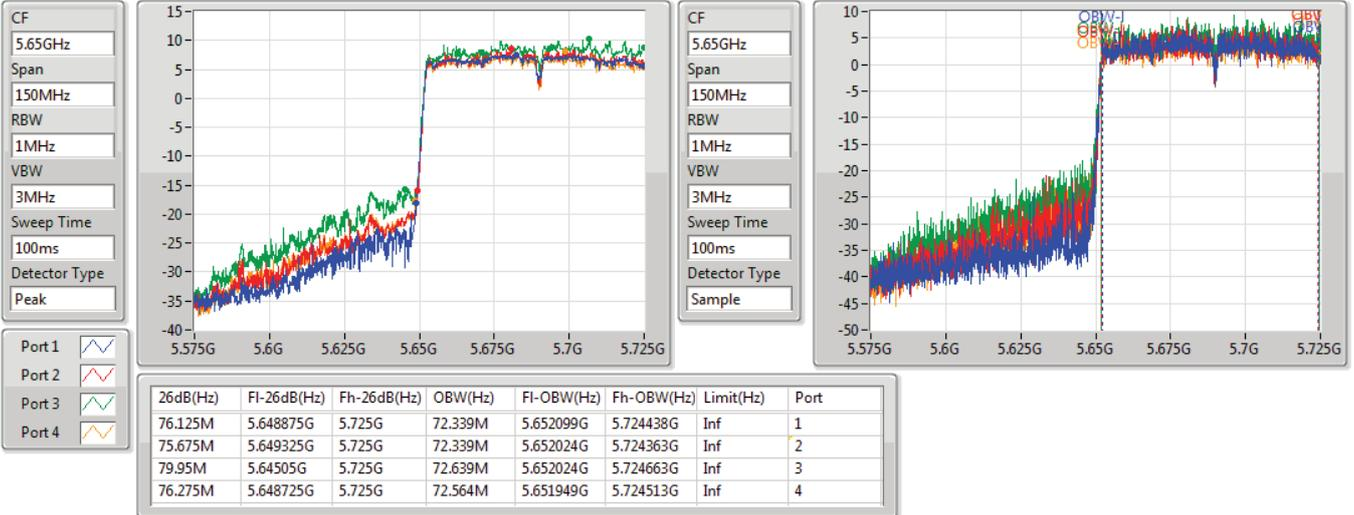 CF
5.65GHz
Span
150MHz
RBW
1MHz
VBW
3MHz
Sweep Time
100ms
Detector Type
Peak
15
10
5
0
-5
-10
-15
-20
-25
-30
-35
-40
5.575G 5.6G 5.625G 5.65G 5.675G 5.7G 5.725G
CF
5.65GHz
Span
150MHz
RBW
1MHz
VBW
3MHz
Sweep Time
100ms
Detector Type
Sample
10
5
0
-5
-10
-15
-20
-25
-30
-35
-40
-45
-50
OBW-l
5.575G 5.6G 5.625G 5.65G 5.675G 5.7G 5.725G
Port 1
Port 2
Port 3
Port 4
26dB(Hz) Fl-26dB(Hz) Fh-26dB(Hz) OBW(Hz) Fl-OBW(Hz) Fh-OBW(Hz) Limit(Hz) Port
76.125M 5.648875G 5.725G 72.339M 5.652099G 5.724438G Inf 1
75.675M 5.649325G 5.725G 72.339M 5.652024G 5.724363G Inf 2
79.95M 5.64505G 5.725G 72.639M 5.652024G 5.724663G Inf 3
76.275M 5.648725G 5.725G 72.564M 5.651949G 5.724513G Inf 4